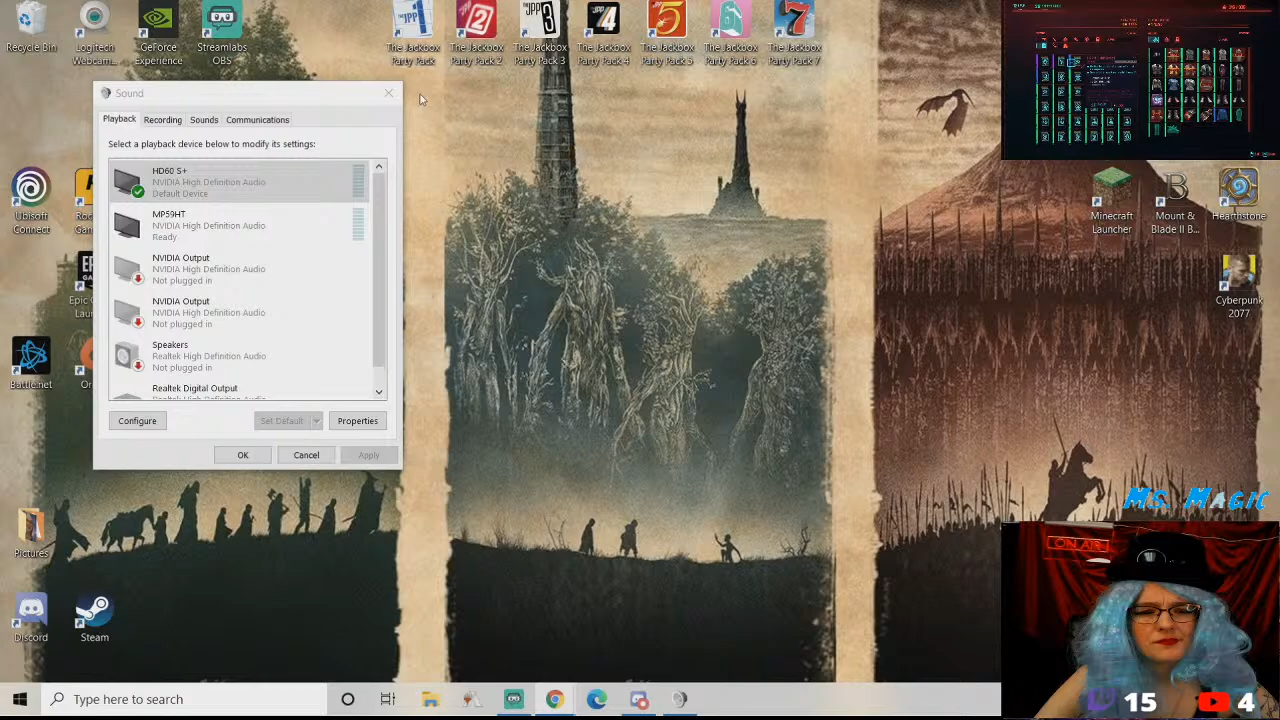 Recycle Bin
Logitech
Webcam...
GeForce
Experience
Streamlabs
OBS
The Jackbox
Party Pack
The Jackbox
Party Pack 2
The Jackbox
Party Pack 3
The Jackbox
Party Pack 4
The Jackbox
Party Pack 5
The Jackbox
Party Pack 6
The Jackbox
Party Pack 7
Sound
Playback
Recording
Sounds
Communications
Select a playback device below to modify its settings:
HD60 S+
NVIDIA High Definition Audio
Default Device
MP59HT
NVIDIA High Definition Audio
Ready
NVIDIA Output
NVIDIA High Definition Audio
Not plugged in
NVIDIA Output
NVIDIA High Definition Audio
Not plugged in
Speakers
Realtek High Definition Audio
Not plugged in
Realtek Digital Output
Configure
Set Default
Properties
OK
Cancel
Apply
Ubisoft
Connect
Battle.net
Pictures
Discord
Steam
Minecraft
Launcher
Mount &
Blade II B...
Hearthstone
Cyberpunk
2077
Ms. Magic
ON AIR
15
4
Type here to search